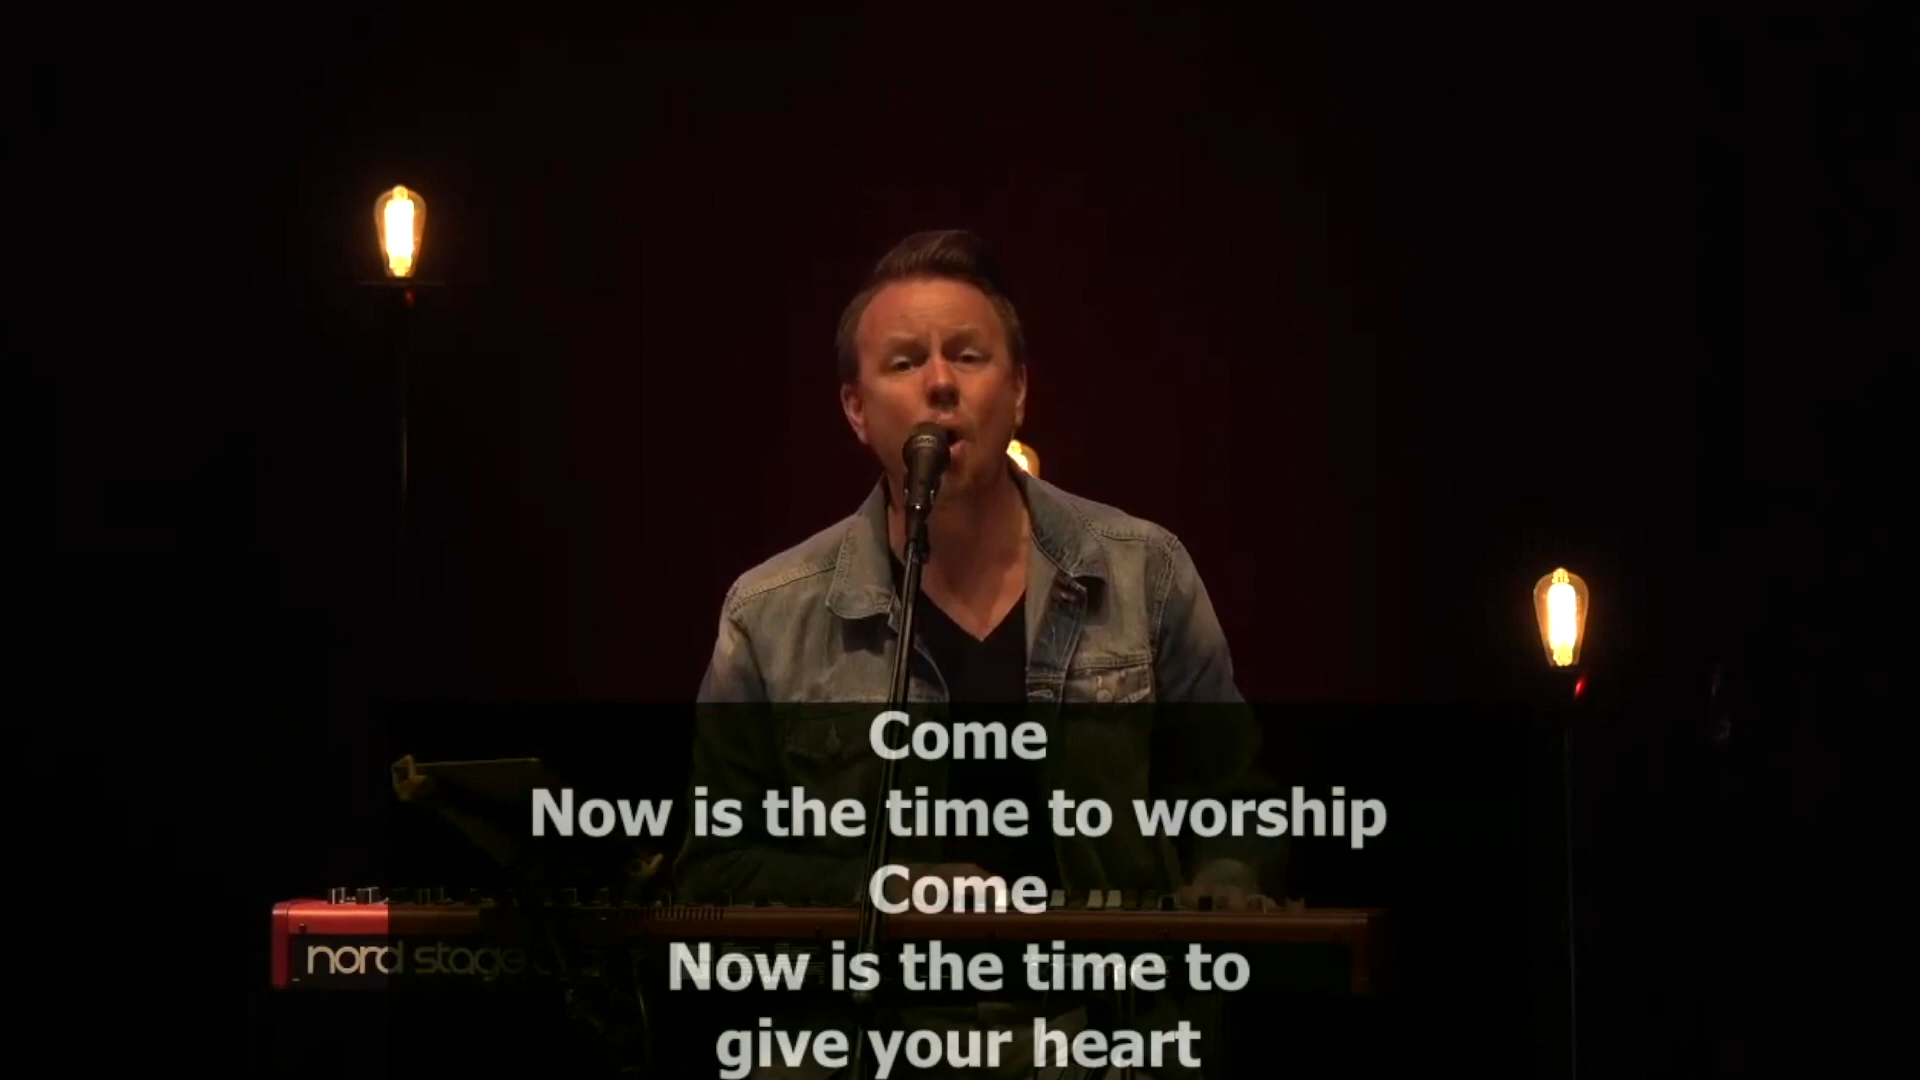 Come
Now is the time to worship
Come
Now is the time to
give your heart
nord stage